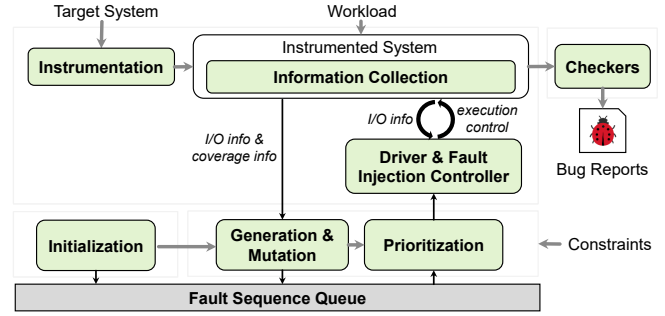 Target System
Workload
Instrumented System
Instrumentation
Information Collection
Checkers
I/O info &
coverage info
I/O info
execution
control
Bug Reports
Driver & Fault
Injection Controller
Initialization
Generation &
Mutation
Prioritization
Constraints
Fault Sequence Queue